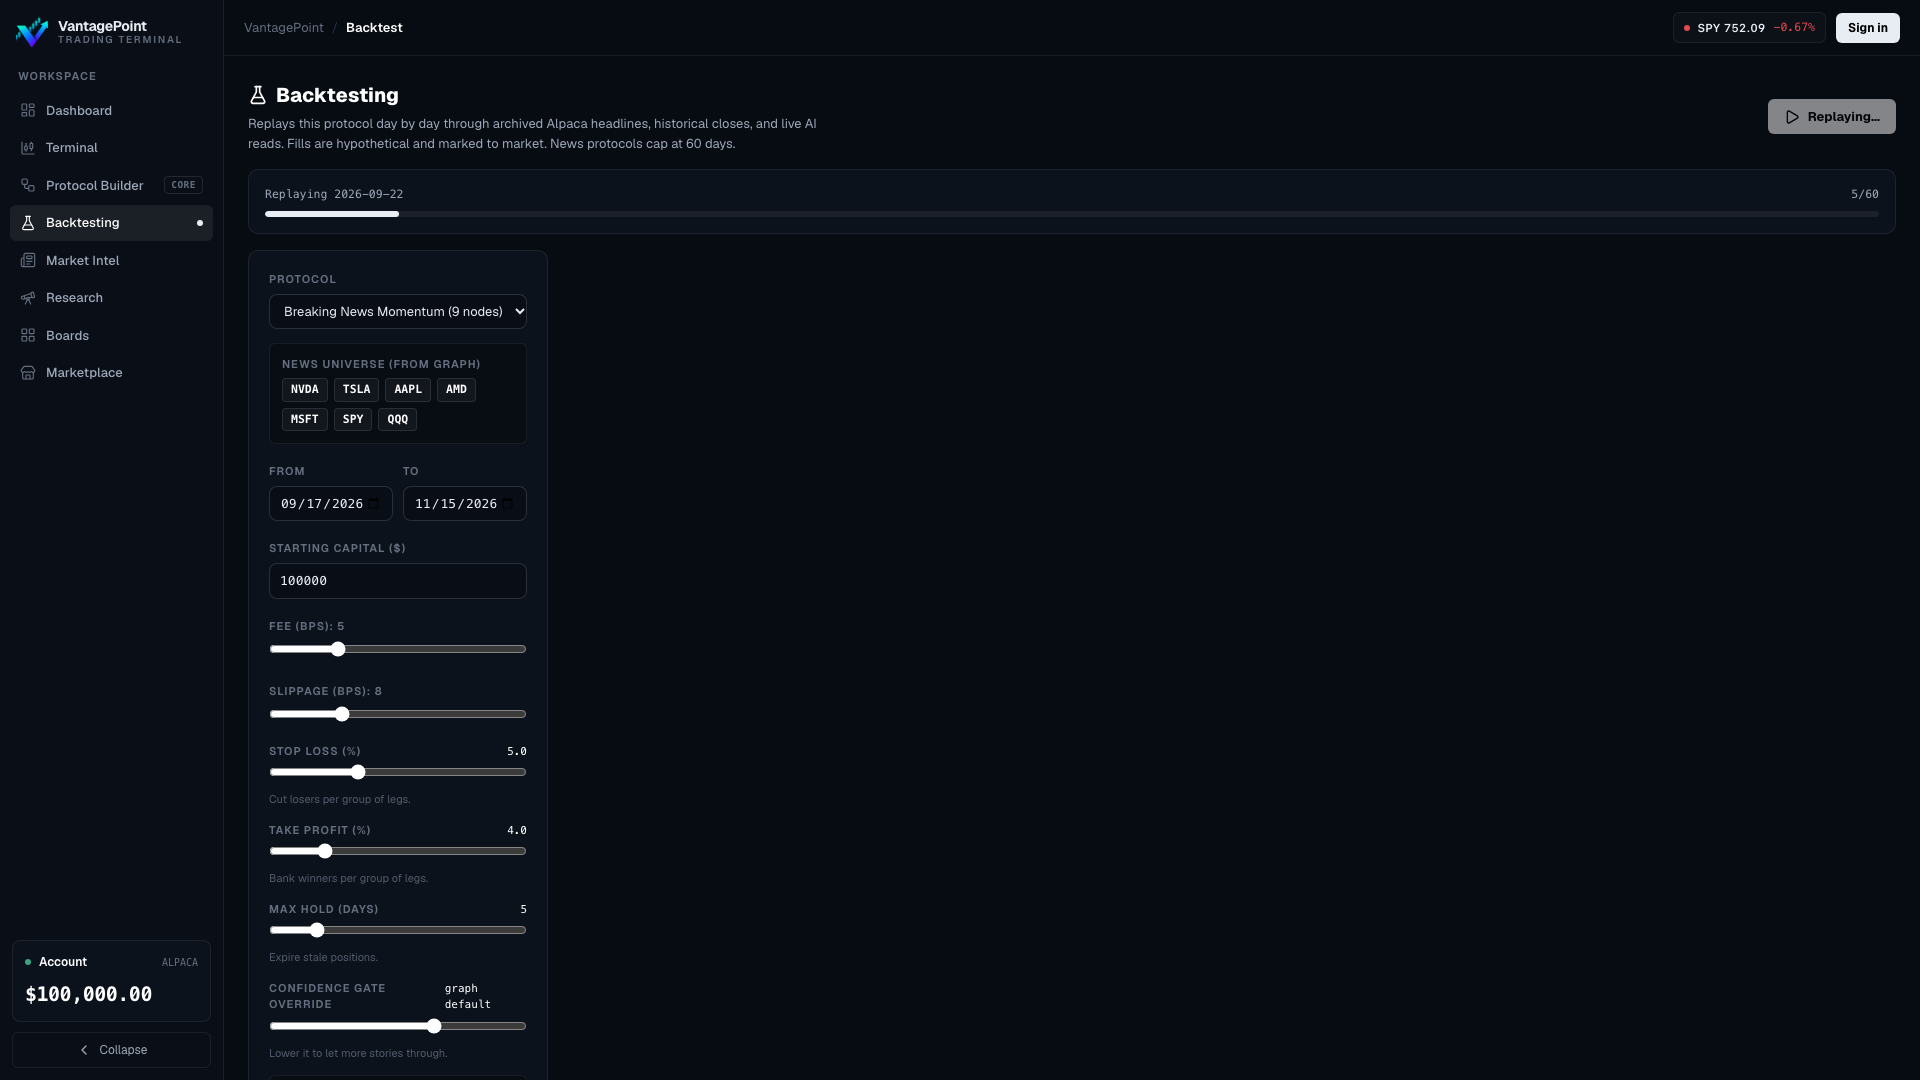 VantagePoint
TRADING TERMINAL
WORKSPACE
Dashboard
Terminal
Protocol Builder CORE
Backtesting
Market Intel
Research
Boards
Marketplace
Account ALPACA
$100,000.00
Collapse
VantagePoint / Backtest
SPY 752.09 −0.67%
Sign in
Backtesting
Replays this protocol day by day through archived Alpaca headlines, historical closes, and live AI
reads. Fills are hypothetical and marked to market. News protocols cap at 60 days.
Replaying…
Replaying 2026-09-22 5/60
PROTOCOL
Breaking News Momentum (9 nodes)
NEWS UNIVERSE (FROM GRAPH)
NVDA TSLA AAPL AMD
MSFT SPY QQQ
FROM TO
09/17/2026 11/15/2026
STARTING CAPITAL ($)
100000
FEE (BPS): 5
SLIPPAGE (BPS): 8
STOP LOSS (%) 5.0
Cut losers per group of legs.
TAKE PROFIT (%) 4.0
Bank winners per group of legs.
MAX HOLD (DAYS) 5
Expire stale positions.
CONFIDENCE GATE OVERRIDE graph default
Lower it to let more stories through.